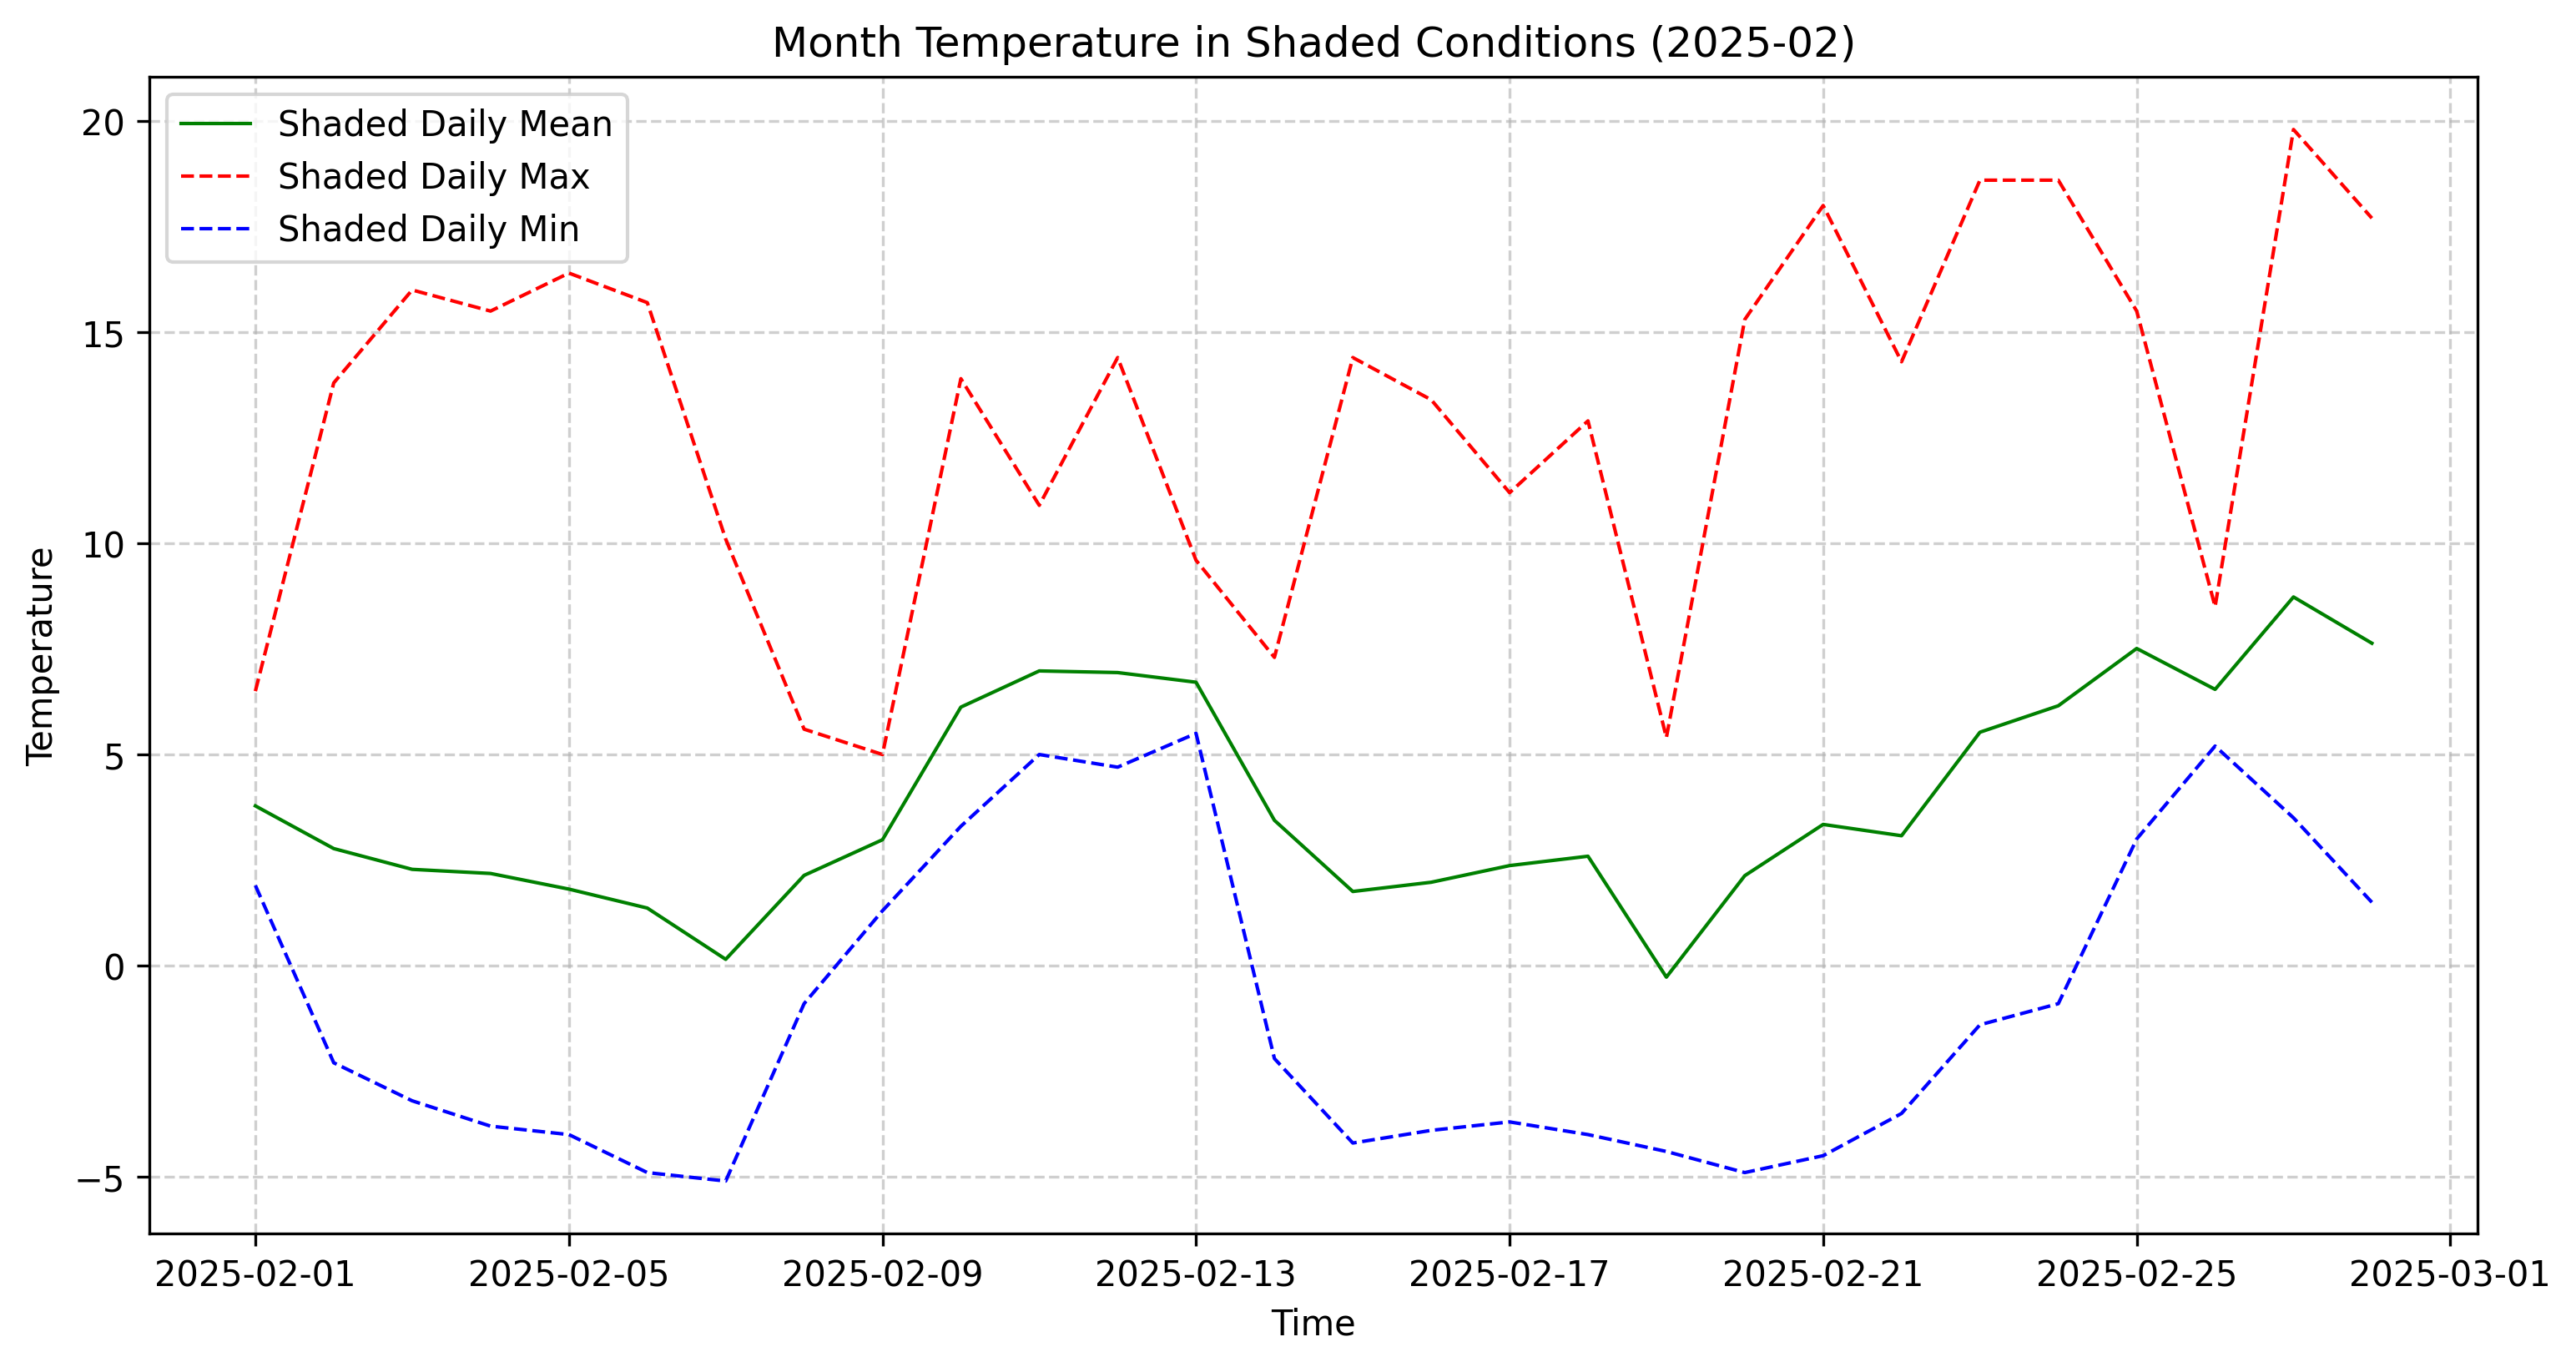 Month Temperature in Shaded Conditions (2025-02)
Shaded Daily Mean
Shaded Daily Max
Shaded Daily Min
20
15
10
5
0
−5
Temperature
2025-02-01 2025-02-05 2025-02-09 2025-02-13 2025-02-17 2025-02-21 2025-02-25 2025-03-01
Time